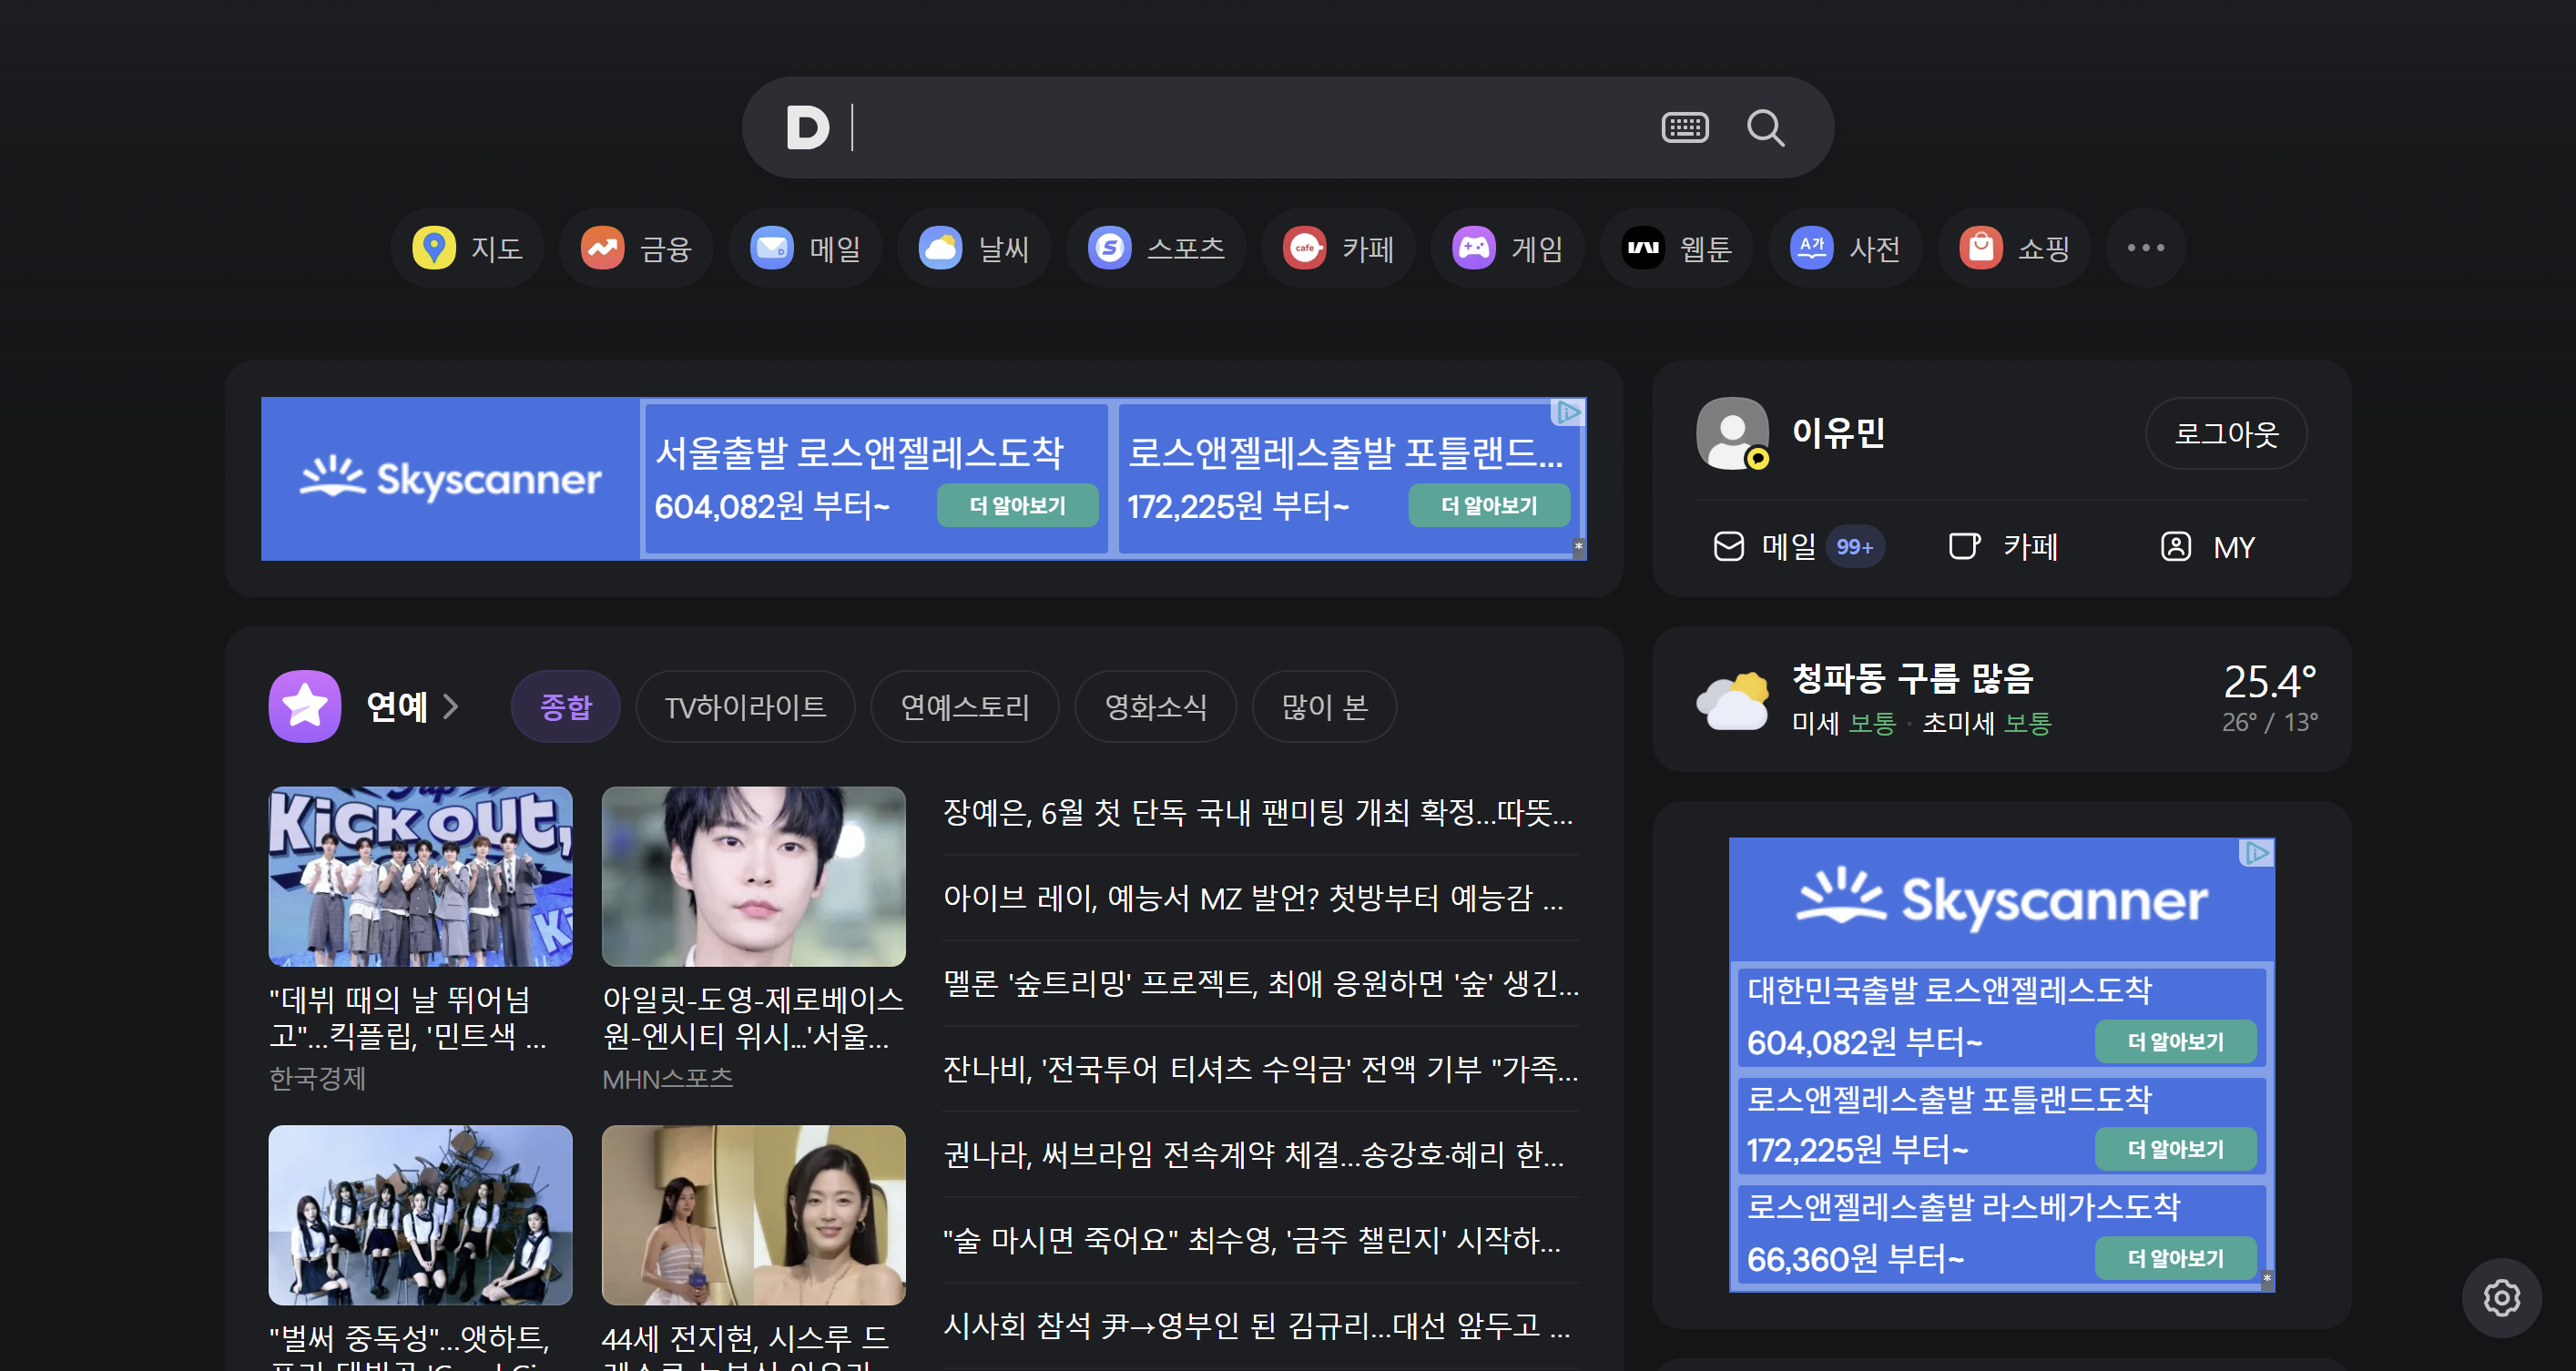 D
지도
금융
메일
날씨
스포츠
cafe 카페
게임
웹툰
A가 사전
쇼핑
Skyscanner
서울출발 로스앤젤레스도착
604,082원 부터~
더 알아보기
로스앤젤레스출발 포틀랜드...
172,225원 부터~
더 알아보기
*
이유민
로그아웃
메일 99+
카페
MY
연예
종합
TV하이라이트
연예스토리
영화소식
많이 본
청파동 구름 많음
미세 보통 · 초미세 보통
25.4°
26° / 13°
Kick out,
"데뷔 때의 날 뛰어넘
고"...킥플립, '민트색 ...
한국경제
아일릿-도영-제로베이스
원-엔시티 위시...'서울...
MHN스포츠
"벌써 중독성"...앳하트,
44세 전지현, 시스루 드
장예은, 6월 첫 단독 국내 팬미팅 개최 확정...따뜻...
아이브 레이, 예능서 MZ 발언? 첫방부터 예능감 ...
멜론 '숲트리밍' 프로젝트, 최애 응원하면 '숲' 생긴...
잔나비, '전국투어 티셔츠 수익금' 전액 기부 "가족...
권나라, 써브라임 전속계약 체결...송강호·혜리 한...
"술 마시면 죽어요" 최수영, '금주 챌린지' 시작하...
시사회 참석 尹→영부인 된 김규리...대선 앞두고 ...
Skyscanner
대한민국출발 로스앤젤레스도착
604,082원 부터~
더 알아보기
로스앤젤레스출발 포틀랜드도착
172,225원 부터~
더 알아보기
로스앤젤레스출발 라스베가스도착
66,360원 부터~
더 알아보기
*